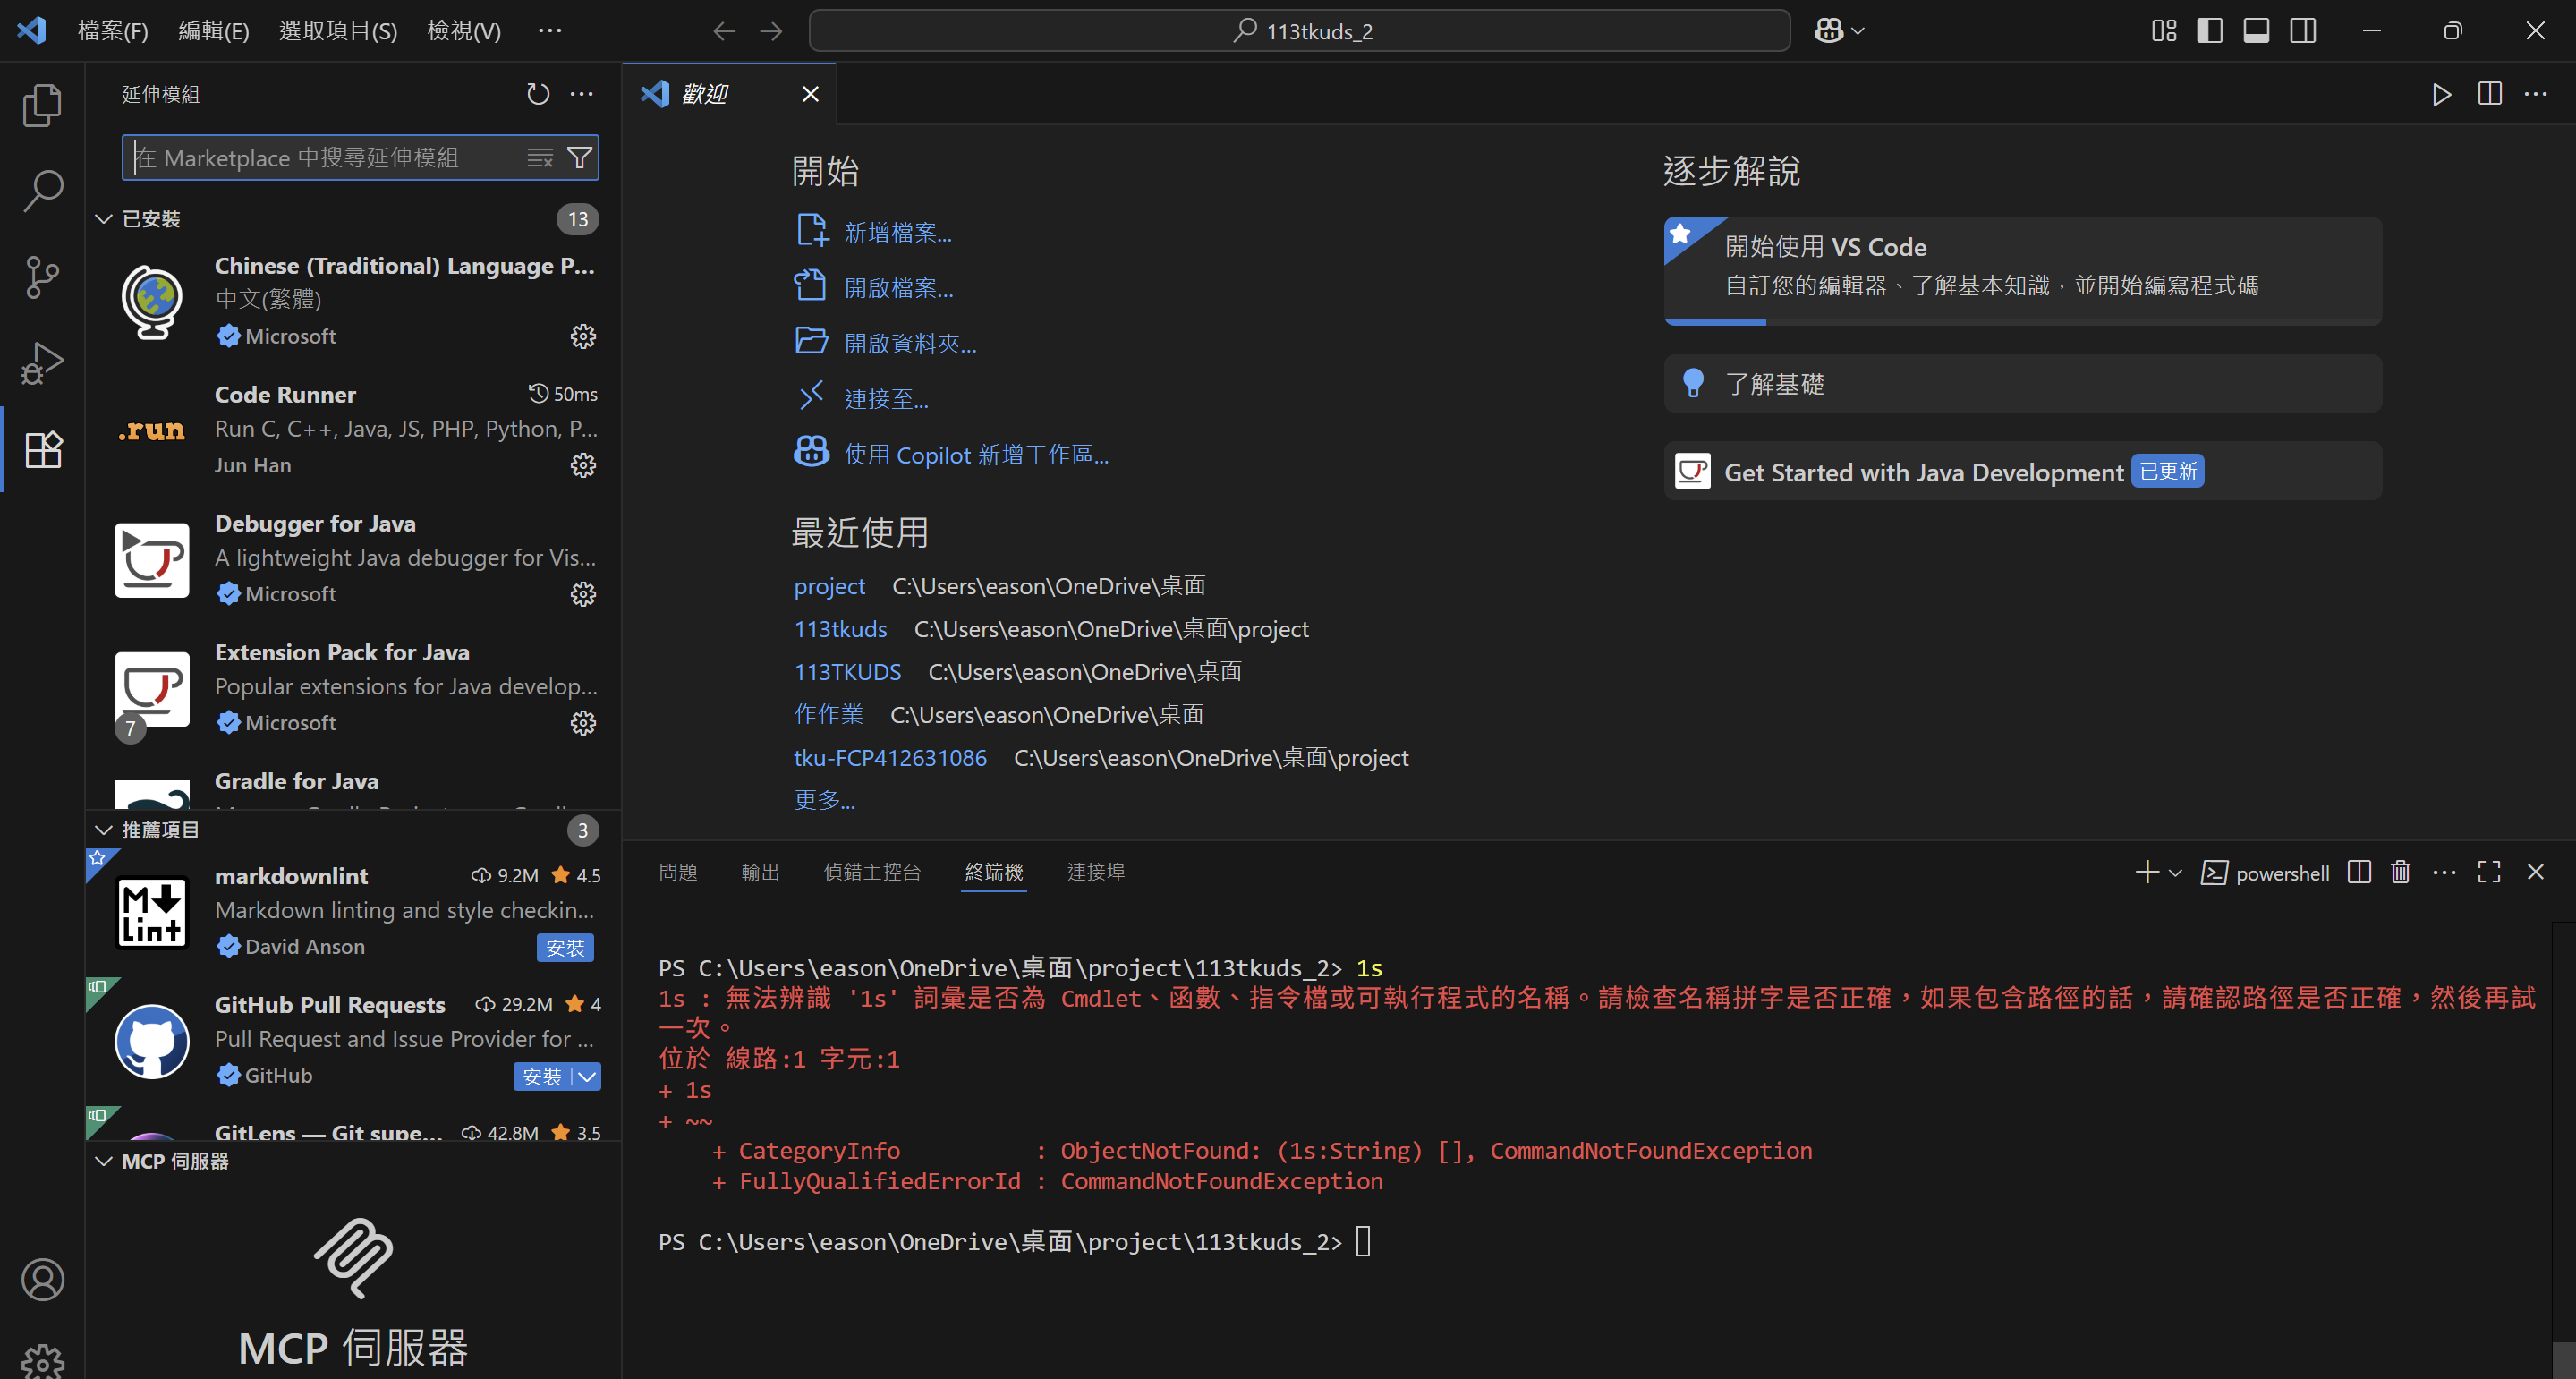 檔案(F) 編輯(E) 選取項目(S) 檢視(V) ··· 113tkuds_2
延伸模組
在 Marketplace 中搜尋延伸模組
已安裝 13
Chinese (Traditional) Language P...
中文(繁體)
Microsoft
Code Runner 50ms
.run
Run C, C++, Java, JS, PHP, Python, P...
Jun Han
Debugger for Java
A lightweight Java debugger for Vis...
Microsoft
Extension Pack for Java
Popular extensions for Java develop...
7
Microsoft
Gradle for Java
推薦項目 3
markdownlint 9.2M 4.5
M Lint
Markdown linting and style checkin...
David Anson 安裝
GitHub Pull Requests 29.2M 4
Pull Request and Issue Provider for ...
GitHub 安裝
GitLens — Git supe... 42.8M 3.5
MCP 伺服器
MCP 伺服器
歡迎
開始
新增檔案...
開啟檔案...
開啟資料夾...
連接至...
使用 Copilot 新增工作區...
最近使用
project C:\Users\eason\OneDrive\桌面
113tkuds C:\Users\eason\OneDrive\桌面\project
113TKUDS C:\Users\eason\OneDrive\桌面
作作業 C:\Users\eason\OneDrive\桌面
tku-FCP412631086 C:\Users\eason\OneDrive\桌面\project
更多...
逐步解說
開始使用 VS Code
自訂您的編輯器、了解基本知識，並開始編寫程式碼
了解基礎
Get Started with Java Development 已更新
問題 輸出 偵錯主控台 終端機 連接埠 powershell
PS C:\Users\eason\OneDrive\桌面\project\113tkuds_2> 1s
1s : 無法辨識 '1s' 詞彙是否為 Cmdlet、函數、指令檔或可執行程式的名稱。請檢查名稱拼字是否正確，如果包含路徑的話，請確認路徑是否正確，然後再試
一次。
位於 線路:1 字元:1
+ 1s
+ ~~
+ CategoryInfo : ObjectNotFound: (1s:String) [], CommandNotFoundException
+ FullyQualifiedErrorId : CommandNotFoundException
PS C:\Users\eason\OneDrive\桌面\project\113tkuds_2>